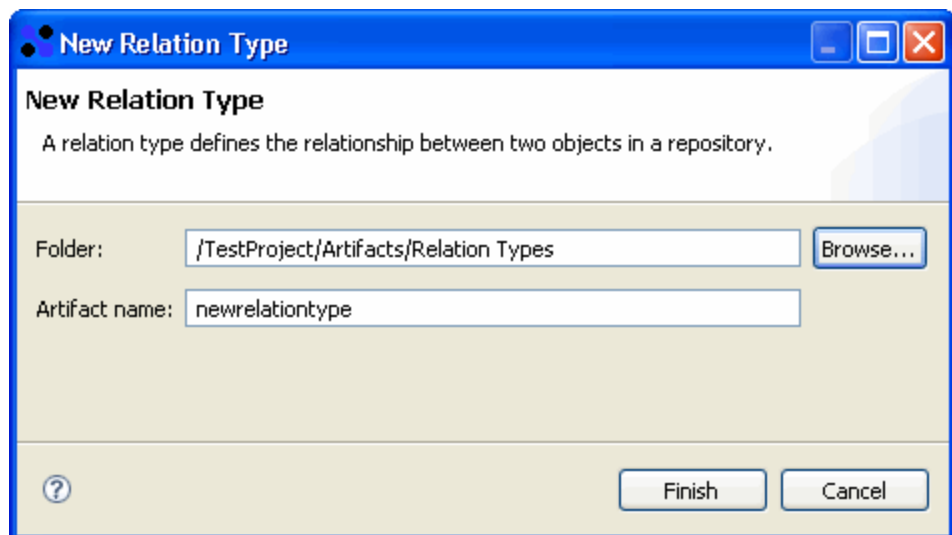 New Relation Type
New Relation Type
A relation type defines the relationship between two objects in a repository.
Folder: /TestProject/Artifacts/Relation Types Browse...
Artifact name: newrelationtype
? Finish Cancel